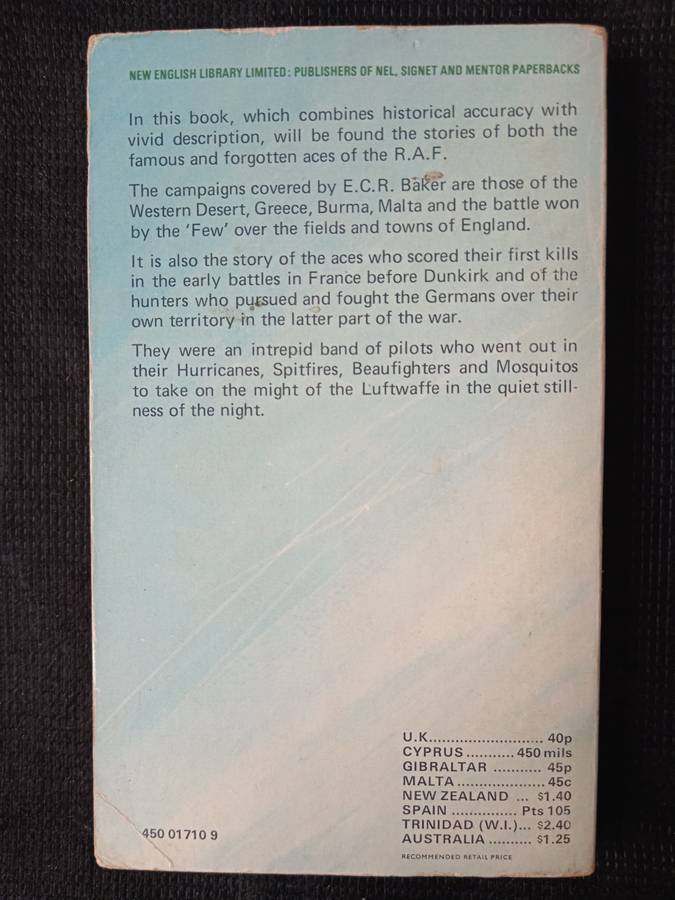 NEW ENGLISH LIBRARY LIMITED: PUBLISHERS OF NEL, SIGNET AND MENTOR PAPERBACKS
In this book, which combines historical accuracy with
vivid description, will be found the stories of both the
famous and forgotten aces of the R.A.F.
The campaigns covered by E.C.R. Baker are those of the
Western Desert, Greece, Burma, Malta and the battle won
by the ‘Few’ over the fields and towns of England.
It is also the story of the aces who scored their first kills
in the early battles in France before Dunkirk and of the
hunters who pursued and fought the Germans over their
own territory in the latter part of the war.
They were an intrepid band of pilots who went out in
their Hurricanes, Spitfires, Beaufighters and Mosquitos
to take on the might of the Luftwaffe in the quiet still-
ness of the night.
U.K.......................... 40p
CYPRUS ........... 450 mils
GIBRALTAR ........... 45p
MALTA .................... 45c
NEW ZEALAND ... $1.40
SPAIN ............... Pts 105
TRINIDAD (W.I.)... $2.40
AUSTRALIA .......... $1.25
RECOMMENDED RETAIL PRICE
450 01710 9